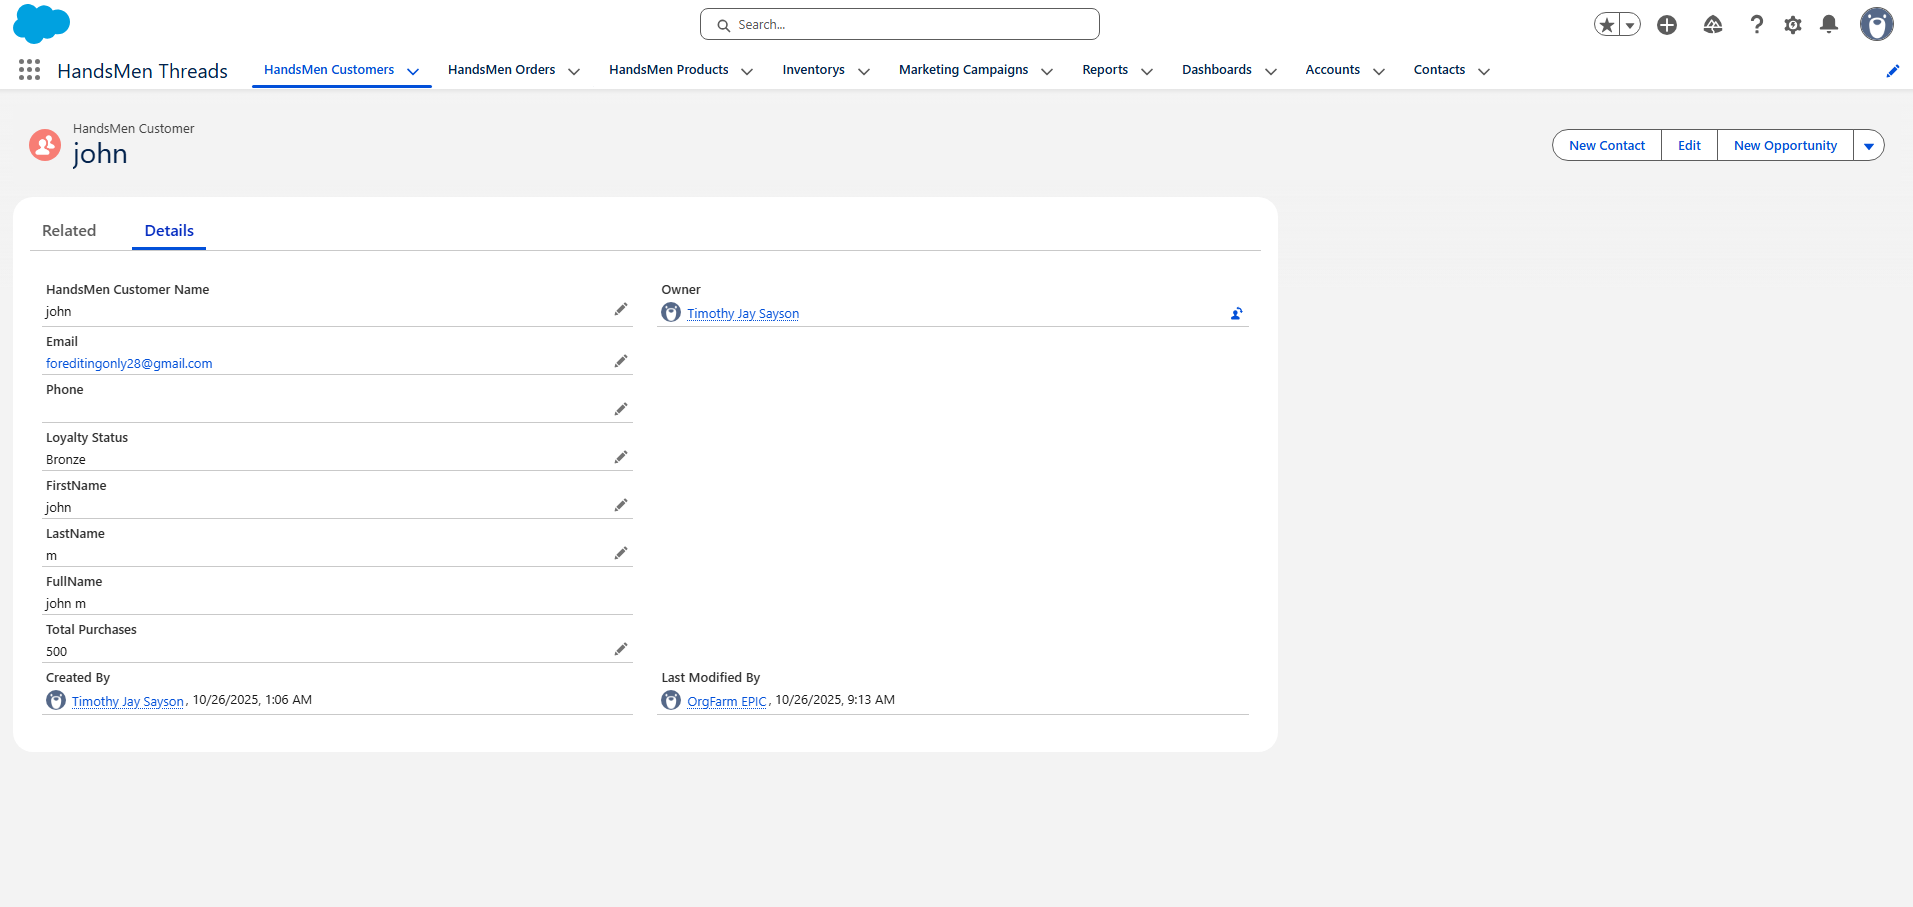 Search...
HandsMen Threads
HandsMen Customers
HandsMen Orders
HandsMen Products
Inventorys
Marketing Campaigns
Reports
Dashboards
Accounts
Contacts
HandsMen Customer
john
New Contact
Edit
New Opportunity
Related
Details
HandsMen Customer Name
john
Owner
Timothy Jay Sayson
Email
foreditingonly28@gmail.com
Phone
Loyalty Status
Bronze
FirstName
john
LastName
m
FullName
john m
Total Purchases
500
Created By
Timothy Jay Sayson, 10/26/2025, 1:06 AM
Last Modified By
OrgFarm EPIC, 10/26/2025, 9:13 AM